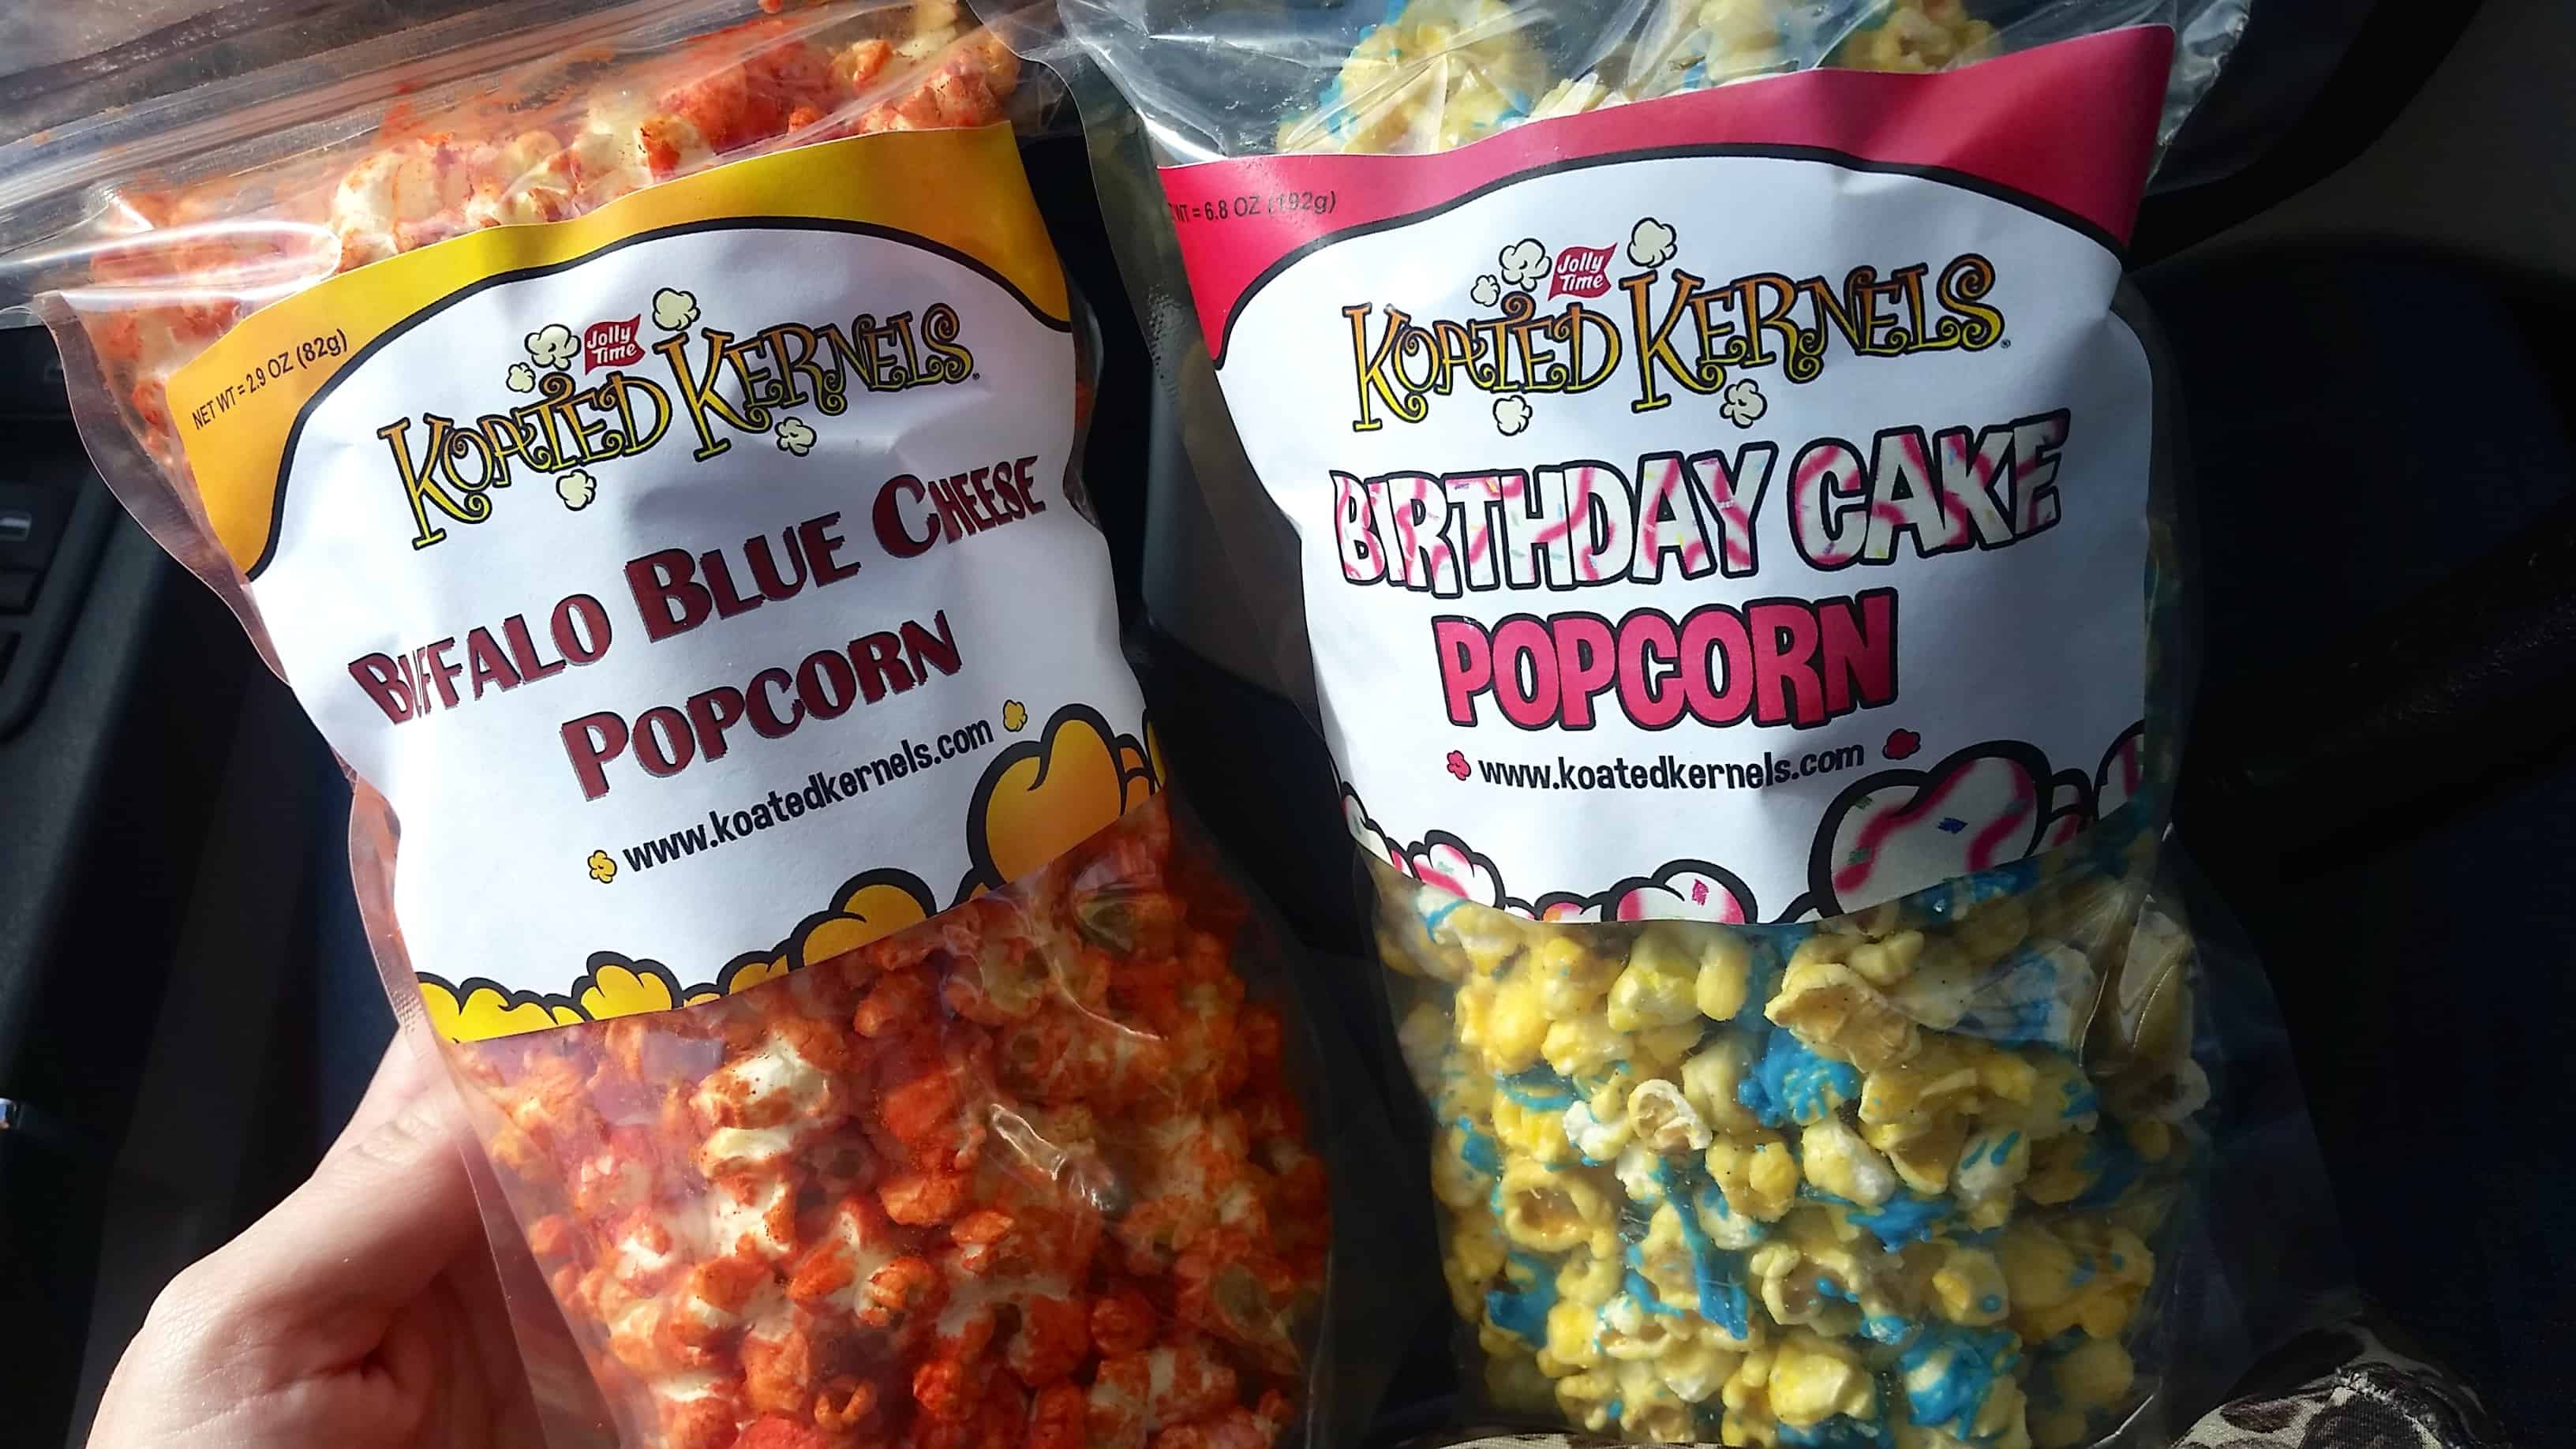 NET WT = 2.9 OZ (82g)
Jolly
Time
KOATED KERNELS
BUFFALO BLUE CHEESE
POPCORN
www.koatedkernels.com
WT = 6.8 OZ (192g)
Jolly
Time
KOATED KERNELS
BIRTHDAY CAKE
POPCORN
www.koatedkernels.com